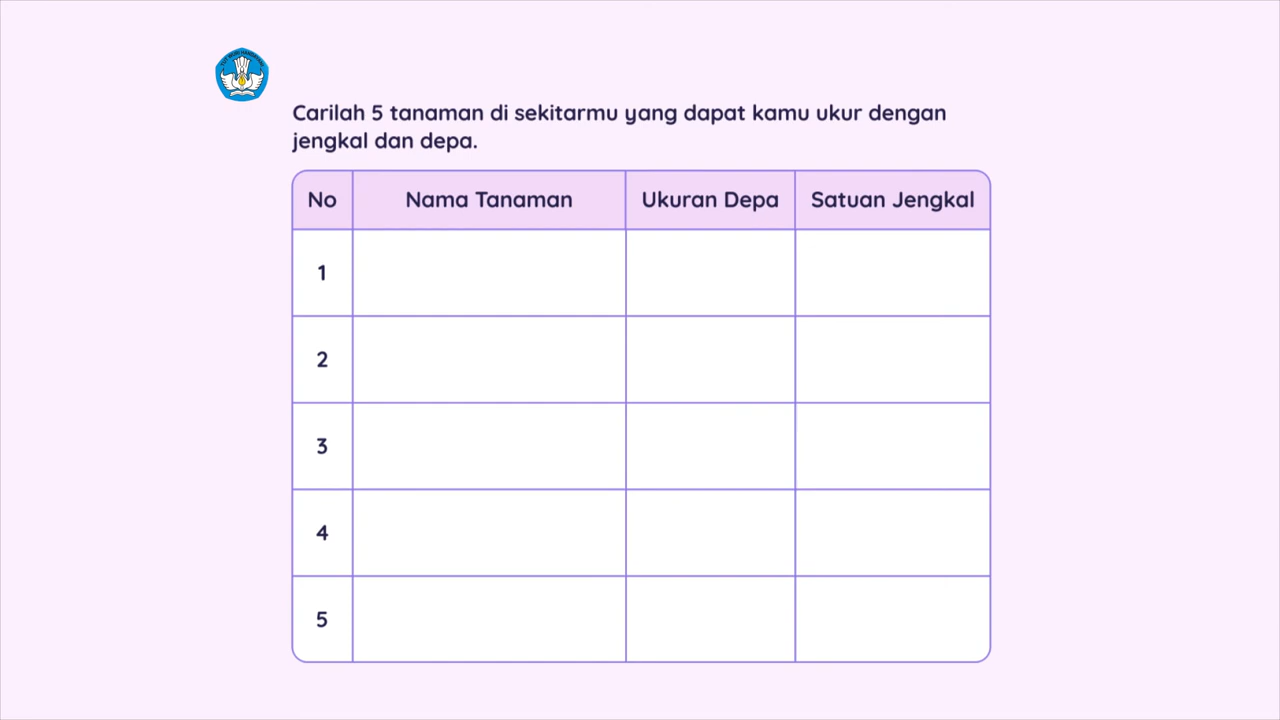 Carilah 5 tanaman di sekitarmu yang dapat kamu ukur dengan
jengkal dan depa.
No Nama Tanaman Ukuran Depa Satuan Jengkal
1
2
3
4
5